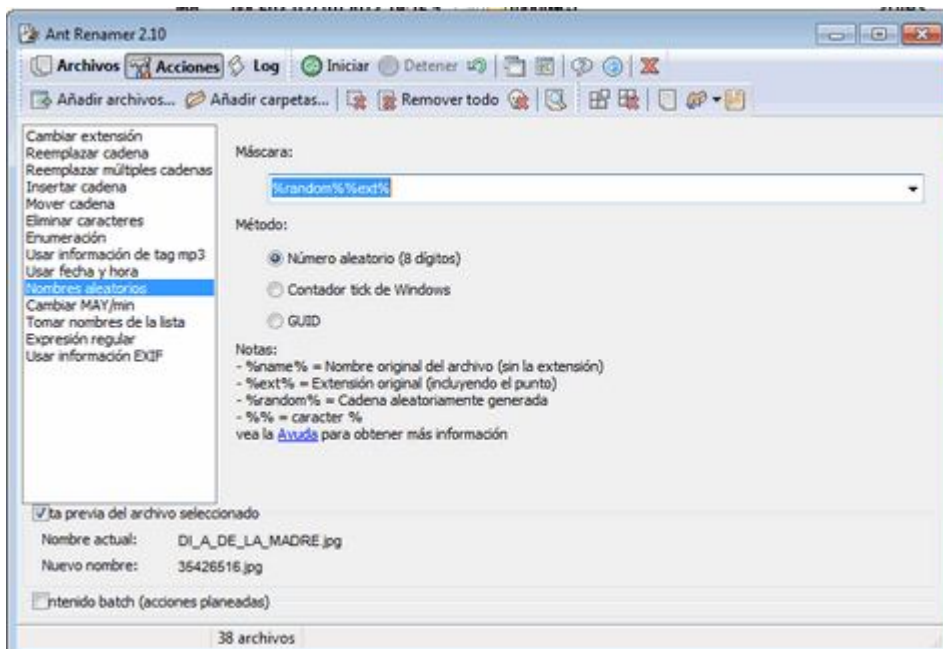 Ant Renamer 2.10
Archivos Acciones Log Iniciar Detener
Añadir archivos... Añadir carpetas... Remover todo
Cambiar extensión
Reemplazar cadena
Reemplazar múltiples cadenas
Insertar cadena
Mover cadena
Eliminar caracteres
Enumeración
Usar información de tag mp3
Usar fecha y hora
Nombres aleatorios
Cambiar MAY/min
Tomar nombres de la lista
Expresión regular
Usar información EXIF
Máscara:
%random%%ext%
Método:
Número aleatorio (8 dígitos)
Contador tick de Windows
GUID
Notas:
- %name% = Nombre original del archivo (sin la extensión)
- %ext% = Extensión original (incluyendo el punto)
- %random% = Cadena aleatoriamente generada
- %% = caracter %
vea la Ayuda para obtener más información
ta previa del archivo seleccionado
Nombre actual: DI_A_DE_LA_MADRE.jpg
Nuevo nombre: 35426516.jpg
ntenido batch (acciones planeadas)
38 archivos